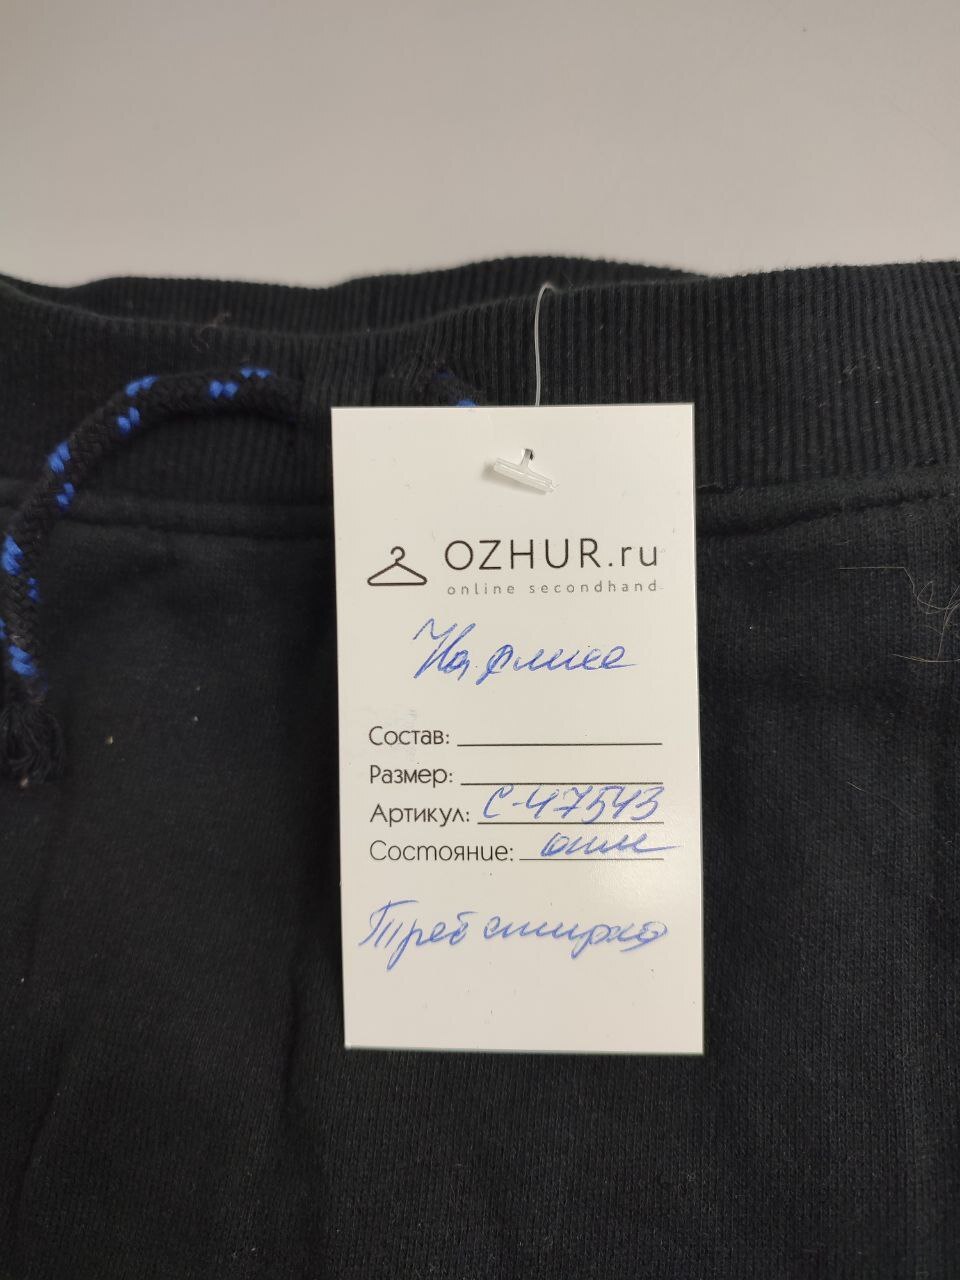 OZHUR.ru
online secondhand
На флисе
Состав:
Размер:
Артикул: С-47543
Состояние: отл
Треб стирка